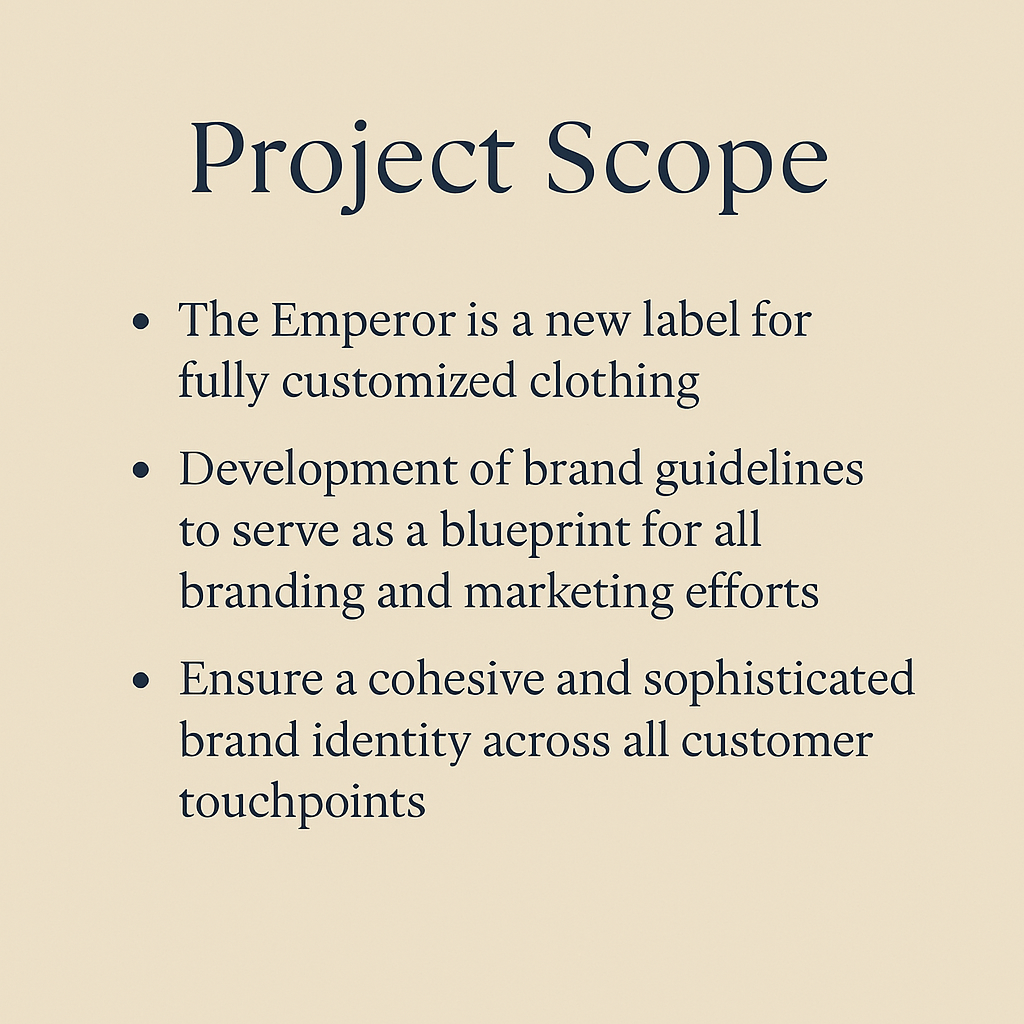 Project Scope
• The Emperor is a new label for
fully customized clothing
• Development of brand guidelines
to serve as a blueprint for all
branding and marketing efforts
• Ensure a cohesive and sophisticated
brand identity across all customer
touchpoints